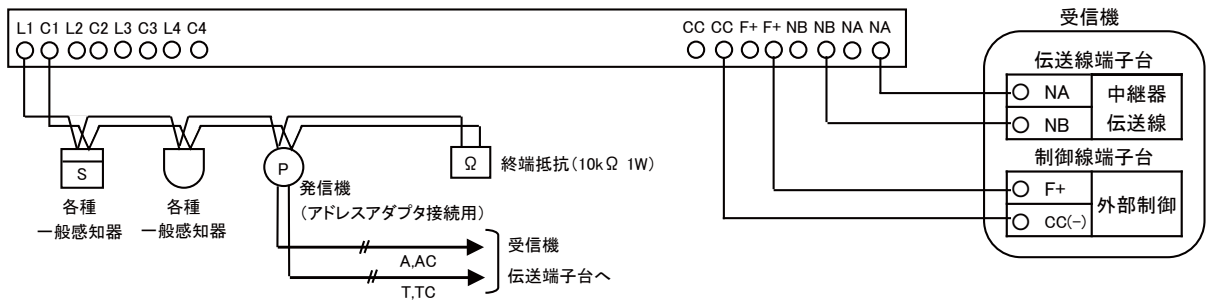 L1 C1 L2 C2 L3 C3 L4 C4
CC CC F+ F+ NB NB NA NA
受信機
伝送線端子台
NA
NB
中継器
伝送線
制御線端子台
F+
CC(-)
外部制御
S
各種
一般感知器
各種
一般感知器
P
発信機
(アドレスアダプタ接続用)
Ω
終端抵抗(10kΩ 1W)
A,AC
T,TC
受信機
伝送端子台へ